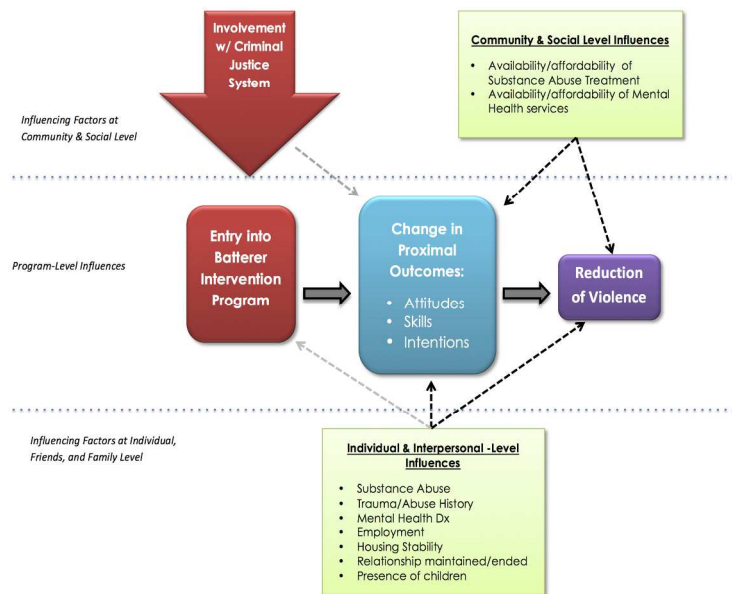 Involvement
w/ Criminal
Justice
System
Community & Social Level Influences
• Availability/affordability of
Substance Abuse Treatment
• Availability/affordability of Mental
Health services
Influencing Factors at
Community & Social Level
Entry into
Batterer
Intervention
Program
Change in
Proximal
Outcomes:
• Attitudes
• Skills
• Intentions
Program-Level Influences
Reduction
of Violence
Influencing Factors at Individual,
Friends, and Family Level
Individual & Interpersonal -Level
Influences
• Substance Abuse
• Trauma/Abuse History
• Mental Health Dx
• Employment
• Housing Stability
• Relationship maintained/ended
• Presence of children